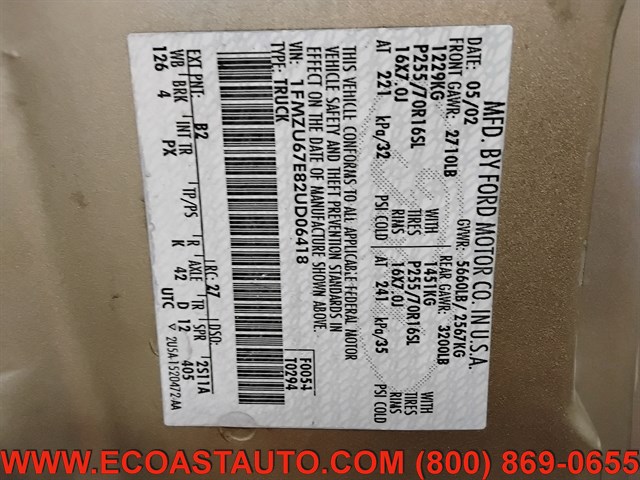 MFD. BY FORD MOTOR CO. IN U.S.A.
DATE: 05/02 GVWR: 5660LB/ 2567KG
FRONT GAWR: 2710LB REAR GAWR: 3200LB
1229KG WITH 1451KG WITH
P255/70R16SL TIRES P255/70R16SL TIRES
16X7.0J RINS 16X7.0J RINS
AT 221 kPa/32 PSI COLD AT 241 kPa/35 PSI COLD
THIS VEHICLE CONFORMS TO ALL APPLICABLE FEDERAL MOTOR
VEHICLE SAFETY AND THEFT PREVENTION STANDARDS IN
EFFECT ON THE DATE OF MANUFACTURE SHOWN ABOVE.
VIN: 1FMZU67E82UD06418 F0054
TYPE: TRUCK T0294
EXT PNT: B2 RC: 27 DSO:
WB BRK INT TR TP/PS R AXLE TR SPR 2S11A
126 4 PX K 42 D 12 405
UTC 2U5A 1520472-AA
WWW.ECOASTAUTO.COM (800) 869-0655